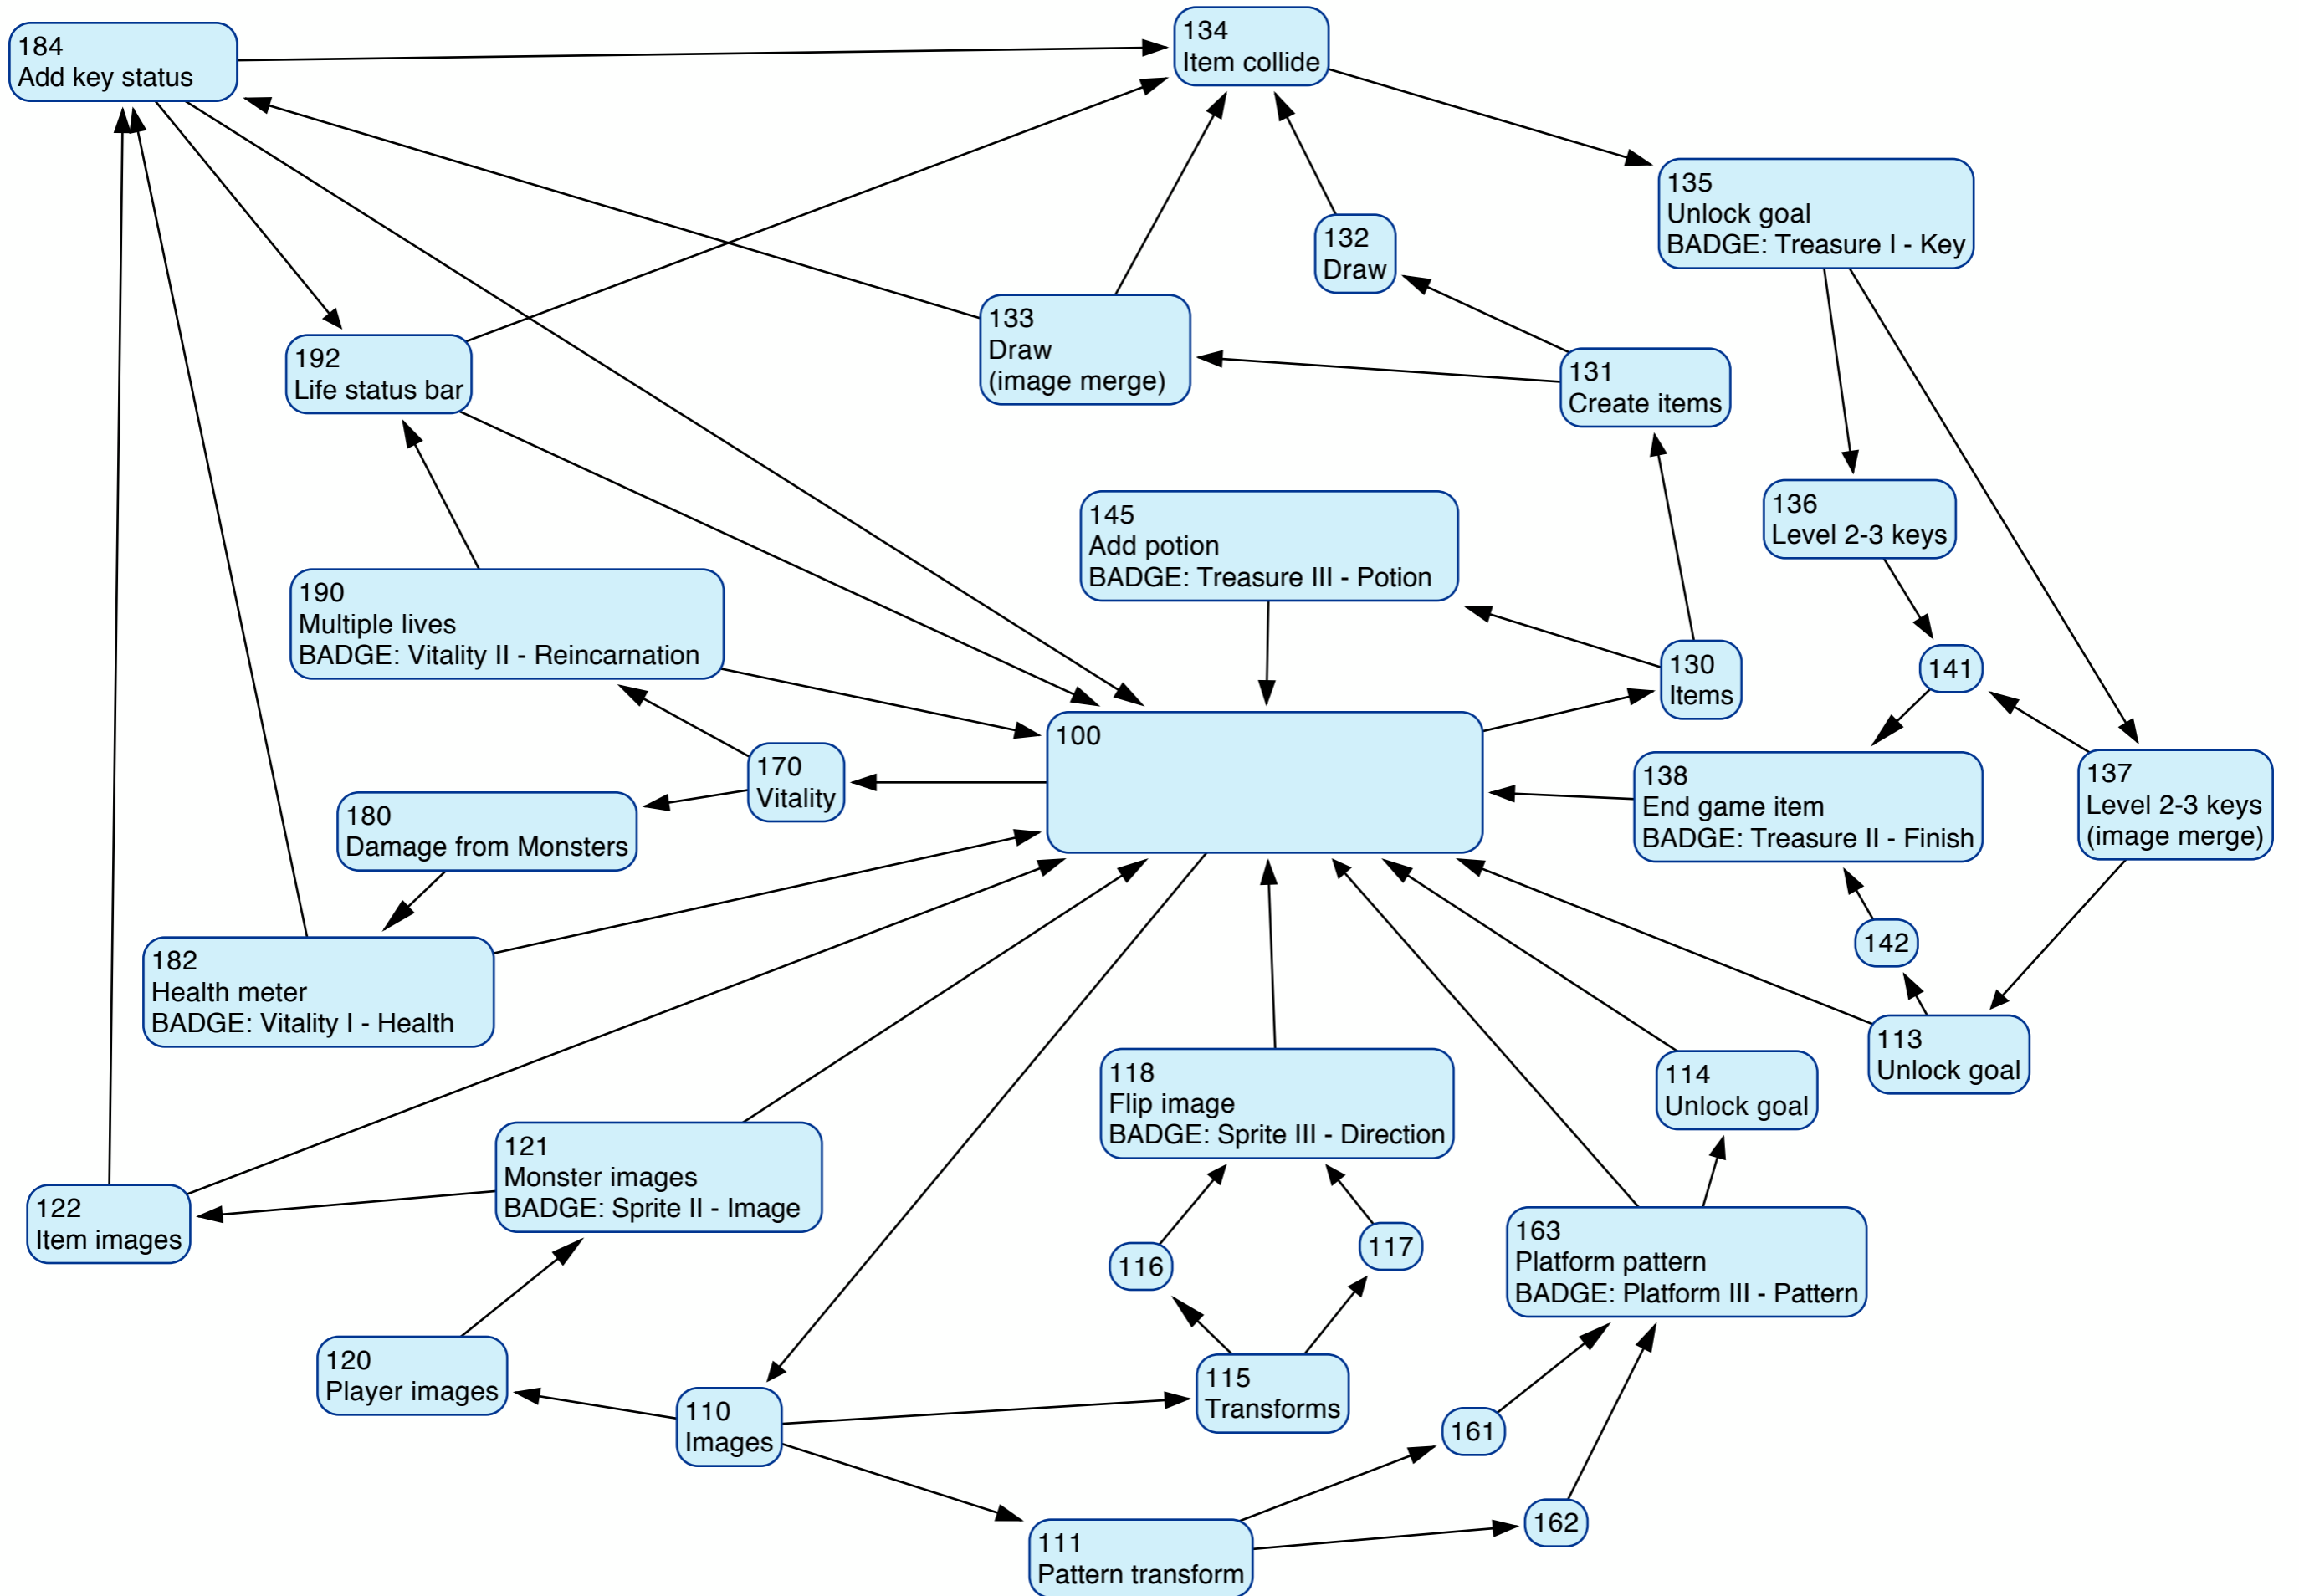 184
Add key status
134
Item collide
135
Unlock goal
BADGE: Treasure I - Key
132
Draw
133
Draw
(image merge)
192
Life status bar
131
Create items
136
Level 2-3 keys
145
Add potion
BADGE: Treasure III - Potion
190
Multiple lives
BADGE: Vitality II - Reincarnation
130
Items
141
100
170
Vitality
138
End game item
BADGE: Treasure II - Finish
137
Level 2-3 keys
(image merge)
180
Damage from Monsters
142
182
Health meter
BADGE: Vitality I - Health
113
Unlock goal
118
Flip image
BADGE: Sprite III - Direction
114
Unlock goal
121
Monster images
BADGE: Sprite II - Image
122
Item images
116
117
163
Platform pattern
BADGE: Platform III - Pattern
120
Player images
115
Transforms
110
Images
161
162
111
Pattern transform